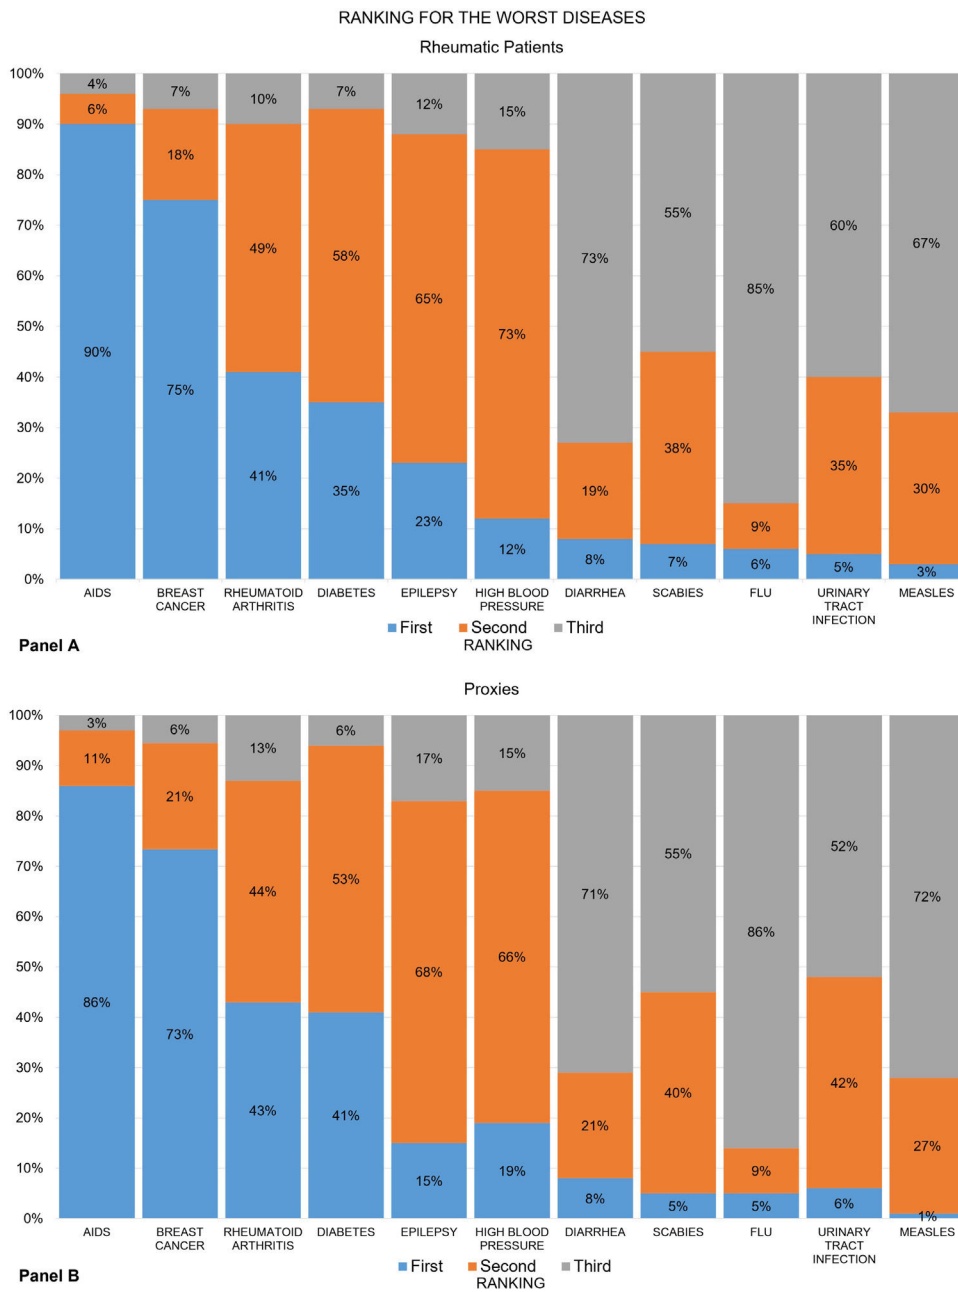 RANKING FOR THE WORST DISEASES
Rheumatic Patients
100%
90%
80%
70%
60%
50%
40%
30%
20%
10%
0%
4% 7% 10% 7% 12% 15% 73% 55% 85% 60% 67%
6% 18% 49% 58% 65% 73% 19% 38% 9% 35% 30%
90% 75% 41% 35% 23% 12% 8% 7% 6% 5% 3%
AIDS BREAST RHEUMATOID DIABETES EPILEPSY HIGH BLOOD DIARRHEA SCABIES FLU URINARY MEASLES
CANCER ARTHRITIS PRESSURE TRACT
INFECTION
First Second Third
RANKING
Panel A
Proxies
100%
90%
80%
70%
60%
50%
40%
30%
20%
10%
0%
3% 6% 13% 6% 17% 15% 71% 55% 86% 52% 72%
11% 21% 44% 53% 68% 66% 21% 40% 9% 42% 27%
86% 73% 43% 41% 15% 19% 8% 5% 5% 6% 1%
AIDS BREAST RHEUMATOID DIABETES EPILEPSY HIGH BLOOD DIARRHEA SCABIES FLU URINARY MEASLES
CANCER ARTHRITIS PRESSURE TRACT
INFECTION
First Second Third
RANKING
Panel B